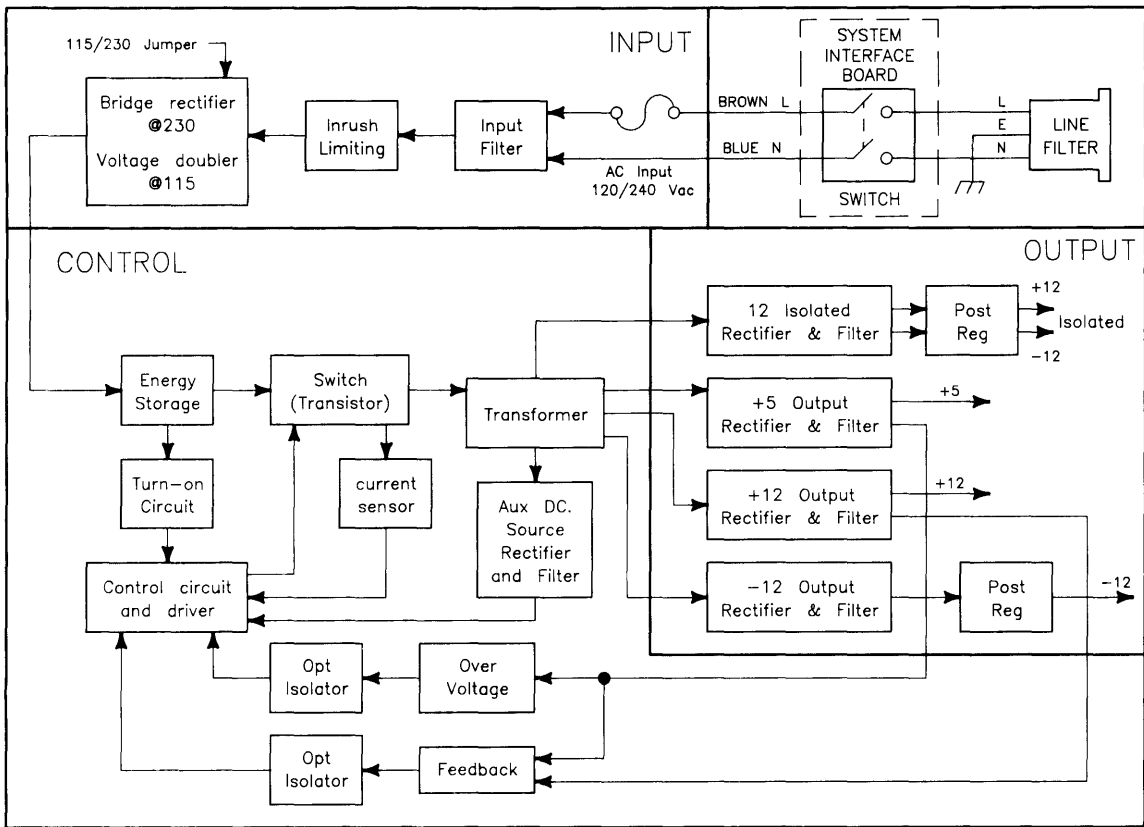 115/230 Jumper
INPUT
Bridge rectifier
@230
Voltage doubler
@115
Inrush
Limiting
Input
Filter
AC Input
120/240 Vac
BROWN L
BLUE N
SYSTEM
INTERFACE
BOARD
SWITCH
L
E
N
LINE
FILTER
CONTROL
Energy
Storage
Switch
(Transistor)
Transformer
Turn-on
Circuit
current
sensor
Aux DC.
Source
Rectifier
and Filter
Control circuit
and driver
Opt
Isolator
Over
Voltage
Opt
Isolator
Feedback
OUTPUT
12 Isolated
Rectifier & Filter
Post
Reg
+12
Isolated
-12
+5 Output
Rectifier & Filter
+5
+12 Output
Rectifier & Filter
+12
-12 Output
Rectifier & Filter
Post
Reg
-12